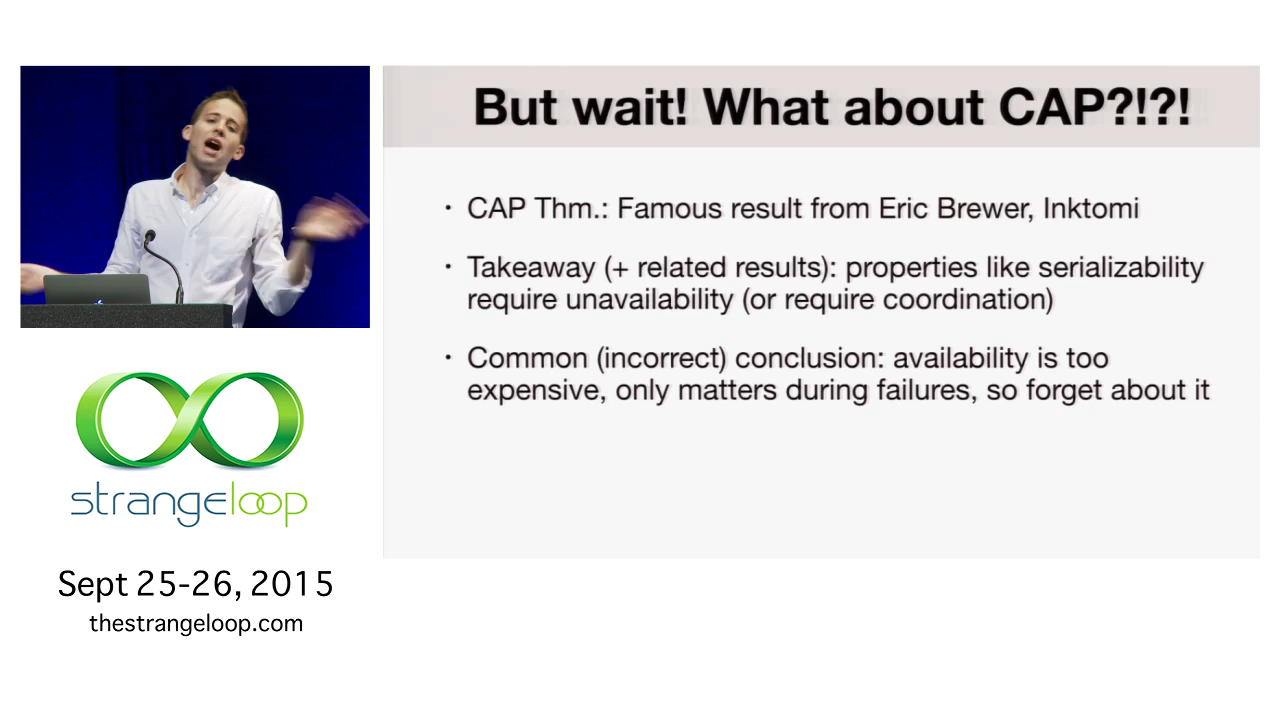 But wait! What about CAP?!?!
• CAP Thm.: Famous result from Eric Brewer, Inktomi
• Takeaway (+ related results): properties like serializability
require unavailability (or require coordination)
• Common (incorrect) conclusion: availability is too
expensive, only matters during failures, so forget about it
strangeloop
Sept 25-26, 2015
thestrangeloop.com